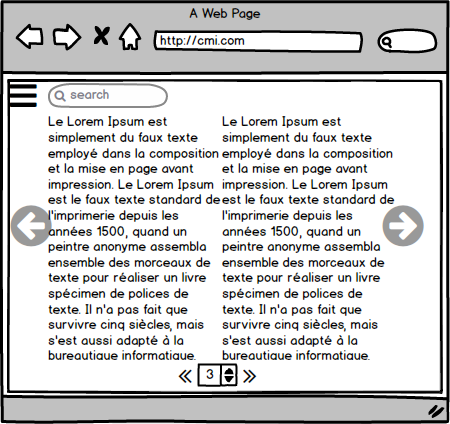 A Web Page
http://cmi.com
search
Le Lorem Ipsum est
simplement du faux texte
employé dans la composition
et la mise en page avant
impression. Le Lorem Ipsum
est le faux texte standard de
l'imprimerie depuis les
années 1500, quand un
peintre anonyme assembla
ensemble des morceaux de
texte pour réaliser un livre
spécimen de polices de
texte. Il n'a pas fait que
survivre cinq siècles, mais
s'est aussi adapté à la
bureautique informatique.
Le Lorem Ipsum est
simplement du faux texte
employé dans la composition
et la mise en page avant
impression. Le Lorem Ipsum
est le faux texte standard de
l'imprimerie depuis les
années 1500, quand un
peintre anonyme assembla
ensemble des morceaux de
texte pour réaliser un livre
spécimen de polices de
texte. Il n'a pas fait que
survivre cinq siècles, mais
s'est aussi adapté à la
bureautique informatique.
3